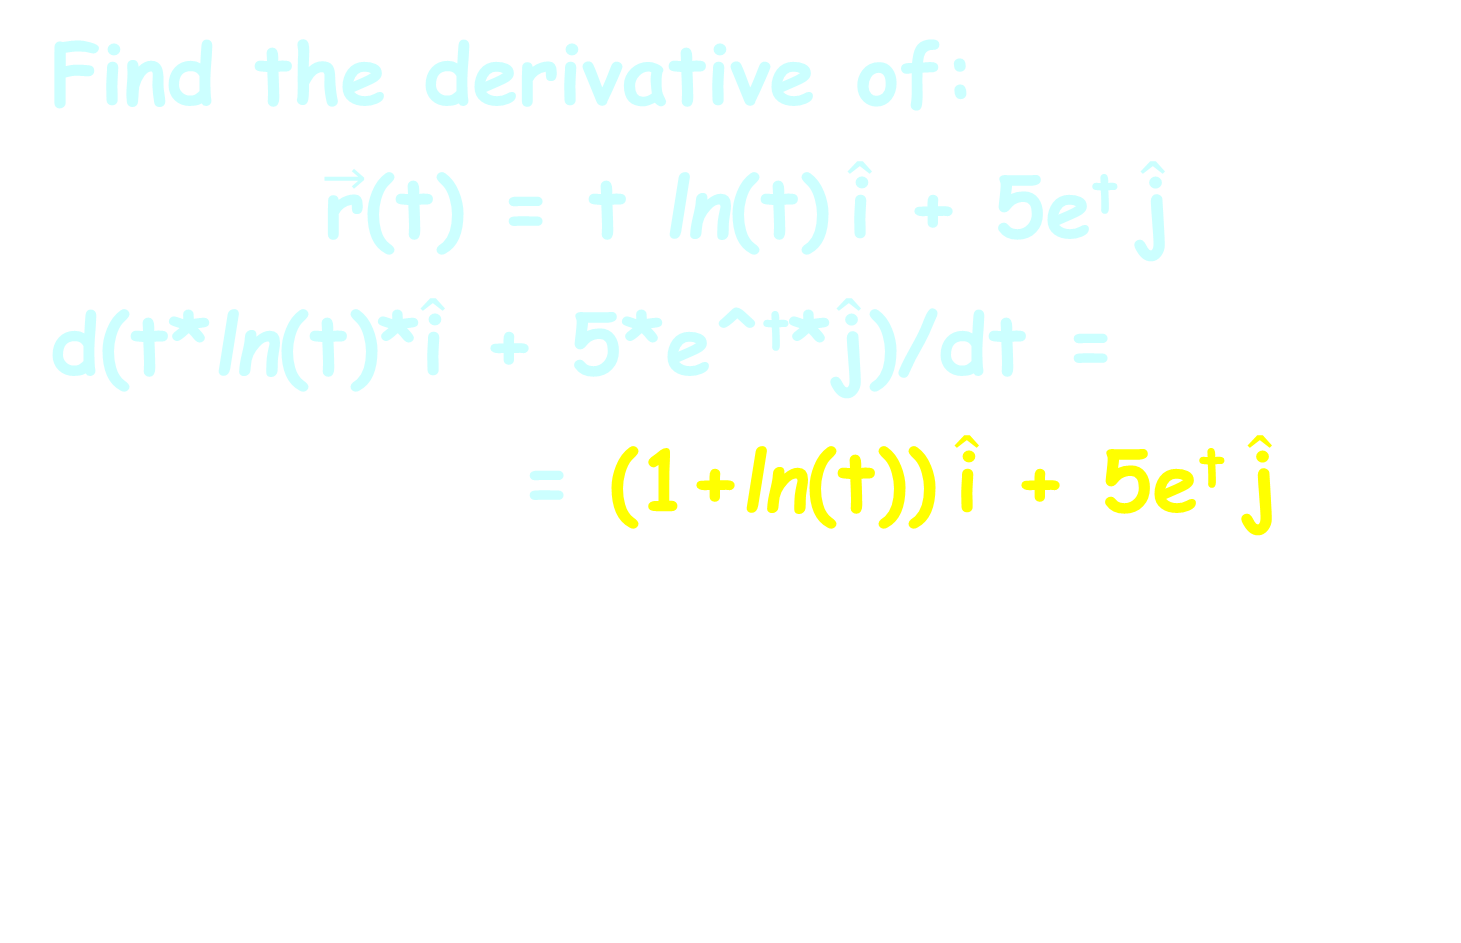 Find the derivative of:
r⃗(t) = t ln(t) î + 5eᵗ ĵ
d(t*ln(t)*î + 5*e^ᵗ*ĵ)/dt =
= (1+ln(t)) î + 5eᵗ ĵ